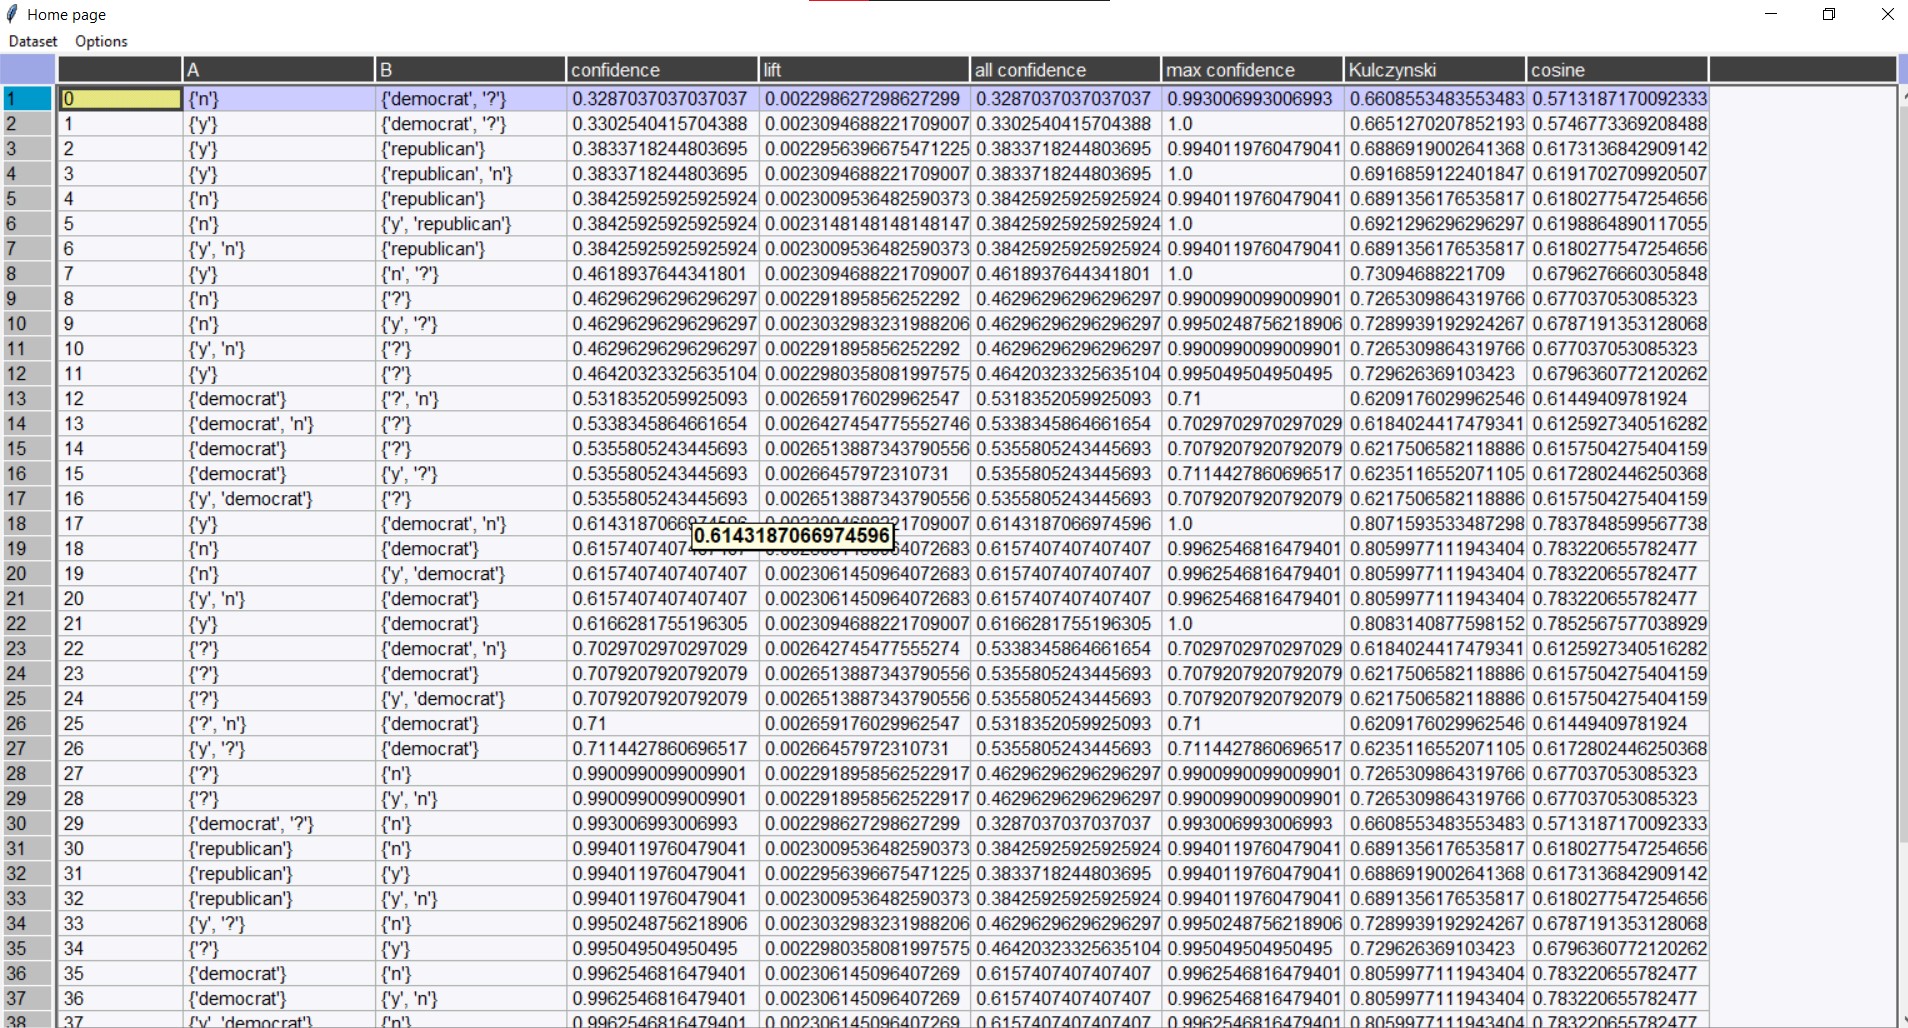 Home page
Dataset Options
A B confidence lift all confidence max confidence Kulczynski cosine
1 0 {'n'} {'democrat', '?'} 0.3287037037037037 0.002298627298627299 0.3287037037037037 0.993006993006993 0.6608553483553483 0.5713187170092333
2 1 {'y'} {'democrat', '?'} 0.3302540415704388 0.0023094688221709007 0.3302540415704388 1.0 0.6651270207852193 0.5746773369208488
3 2 {'y'} {'republican'} 0.3833718244803695 0.0022956396675471225 0.3833718244803695 0.9940119760479041 0.6886919002641368 0.6173136842909142
4 3 {'y'} {'republican', 'n'} 0.3833718244803695 0.0023094688221709007 0.3833718244803695 1.0 0.6916859122401847 0.6191702709920507
5 4 {'n'} {'republican'} 0.38425925925925924 0.0023009536482590373 0.38425925925925924 0.9940119760479041 0.6891356176535817 0.6180277547254656
6 5 {'n'} {'y', 'republican'} 0.38425925925925924 0.0023148148148148147 0.38425925925925924 1.0 0.6921296296296297 0.6198864890117055
7 6 {'y', 'n'} {'republican'} 0.38425925925925924 0.0023009536482590373 0.38425925925925924 0.9940119760479041 0.6891356176535817 0.6180277547254656
8 7 {'y'} {'n', '?'} 0.4618937644341801 0.0023094688221709007 0.4618937644341801 1.0 0.73094688221709 0.6796276660305848
9 8 {'n'} {'?'} 0.46296296296296297 0.002291895856252292 0.46296296296296297 0.9900990099009901 0.7265309864319766 0.677037053085323
10 9 {'n'} {'y', '?'} 0.46296296296296297 0.0023032983231988206 0.46296296296296297 0.9950248756218906 0.7289939192924267 0.6787191353128068
11 10 {'y', 'n'} {'?'} 0.46296296296296297 0.002291895856252292 0.46296296296296297 0.9900990099009901 0.7265309864319766 0.677037053085323
12 11 {'y'} {'?'} 0.46420323325635104 0.0022980358081997575 0.46420323325635104 0.995049504950495 0.729626369103423 0.6796360772120262
13 12 {'democrat'} {'?', 'n'} 0.5318352059925093 0.002659176029962547 0.5318352059925093 0.71 0.6209176029962546 0.61449409781924
14 13 {'democrat', 'n'} {'?'} 0.5338345864661654 0.0026427454775552746 0.5338345864661654 0.7029702970297029 0.6184024417479341 0.6125927340516282
15 14 {'democrat'} {'?'} 0.5355805243445693 0.0026513887343790556 0.5355805243445693 0.7079207920792079 0.6217506582118886 0.6157504275404159
16 15 {'democrat'} {'y', '?'} 0.5355805243445693 0.00266457972310731 0.5355805243445693 0.7114427860696517 0.6235116552071105 0.6172802446250368
17 16 {'y', 'democrat'} {'?'} 0.5355805243445693 0.0026513887343790556 0.5355805243445693 0.7079207920792079 0.6217506582118886 0.6157504275404159
18 17 {'y'} {'democrat', 'n'} 0.6143187066974596 0.0023094688221709007 0.6143187066974596 1.0 0.8071593533487298 0.7837848599567738
0.6143187066974596
19 18 {'n'} {'democrat'} 0.6157407407407407 0.0023061450964072683 0.6157407407407407 0.9962546816479401 0.8059977111943404 0.783220655782477
20 19 {'n'} {'y', 'democrat'} 0.6157407407407407 0.0023061450964072683 0.6157407407407407 0.9962546816479401 0.8059977111943404 0.783220655782477
21 20 {'y', 'n'} {'democrat'} 0.6157407407407407 0.0023061450964072683 0.6157407407407407 0.9962546816479401 0.8059977111943404 0.783220655782477
22 21 {'y'} {'democrat'} 0.6166281755196305 0.0023094688221709007 0.6166281755196305 1.0 0.8083140877598152 0.7852567577038929
23 22 {'?'} {'democrat', 'n'} 0.7029702970297029 0.002642745477555274 0.5338345864661654 0.7029702970297029 0.6184024417479341 0.6125927340516282
24 23 {'?'} {'democrat'} 0.7079207920792079 0.0026513887343790556 0.5355805243445693 0.7079207920792079 0.6217506582118886 0.6157504275404159
25 24 {'?'} {'y', 'democrat'} 0.7079207920792079 0.0026513887343790556 0.5355805243445693 0.7079207920792079 0.6217506582118886 0.6157504275404159
26 25 {'?', 'n'} {'democrat'} 0.71 0.002659176029962547 0.5318352059925093 0.71 0.6209176029962546 0.61449409781924
27 26 {'y', '?'} {'democrat'} 0.7114427860696517 0.00266457972310731 0.5355805243445693 0.7114427860696517 0.6235116552071105 0.6172802446250368
28 27 {'?'} {'n'} 0.9900990099009901 0.0022918958562522917 0.46296296296296297 0.9900990099009901 0.7265309864319766 0.677037053085323
29 28 {'?'} {'y', 'n'} 0.9900990099009901 0.0022918958562522917 0.46296296296296297 0.9900990099009901 0.7265309864319766 0.677037053085323
30 29 {'democrat', '?'} {'n'} 0.993006993006993 0.002298627298627299 0.3287037037037037 0.993006993006993 0.6608553483553483 0.5713187170092333
31 30 {'republican'} {'n'} 0.9940119760479041 0.0023009536482590373 0.38425925925925924 0.9940119760479041 0.6891356176535817 0.6180277547254656
32 31 {'republican'} {'y'} 0.9940119760479041 0.0022956396675471225 0.3833718244803695 0.9940119760479041 0.6886919002641368 0.6173136842909142
33 32 {'republican'} {'y', 'n'} 0.9940119760479041 0.0023009536482590373 0.38425925925925924 0.9940119760479041 0.6891356176535817 0.6180277547254656
34 33 {'y', '?'} {'n'} 0.9950248756218906 0.0023032983231988206 0.46296296296296297 0.9950248756218906 0.7289939192924267 0.6787191353128068
35 34 {'?'} {'y'} 0.995049504950495 0.0022980358081997575 0.46420323325635104 0.995049504950495 0.729626369103423 0.6796360772120262
36 35 {'democrat'} {'n'} 0.9962546816479401 0.002306145096407269 0.6157407407407407 0.9962546816479401 0.8059977111943404 0.783220655782477
37 36 {'democrat'} {'y', 'n'} 0.9962546816479401 0.002306145096407269 0.6157407407407407 0.9962546816479401 0.8059977111943404 0.783220655782477
38 37 {'y', 'democrat'} {'n'} 0.9962546816479401 0.002306145096407269 0.6157407407407407 0.9962546816479401 0.8059977111943404 0.783220655782477